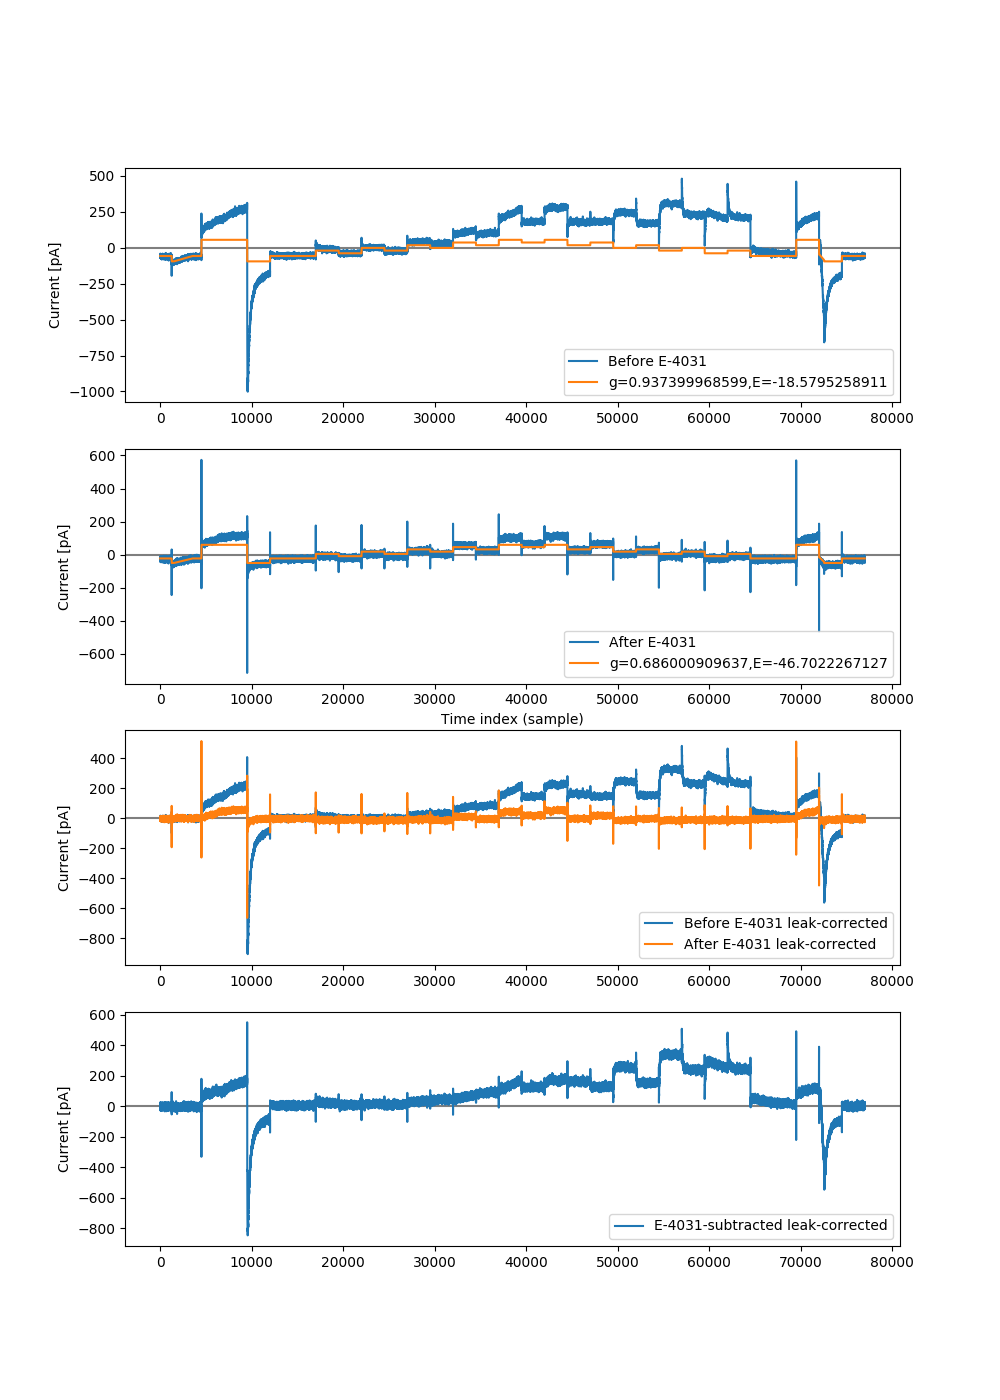 500
250
0
−250
−500
−750
−1000
Current [pA]
Before E-4031
g=0.937399968599,E=-18.5795258911
0 10000 20000 30000 40000 50000 60000 70000 80000
600
400
200
0
−200
−400
−600
Current [pA]
After E-4031
g=0.686000909637,E=-46.7022267127
0 10000 20000 30000 40000 50000 60000 70000 80000
Time index (sample)
400
200
0
−200
−400
−600
−800
Current [pA]
Before E-4031 leak-corrected
After E-4031 leak-corrected
0 10000 20000 30000 40000 50000 60000 70000 80000
600
400
200
0
−200
−400
−600
−800
Current [pA]
E-4031-subtracted leak-corrected
0 10000 20000 30000 40000 50000 60000 70000 80000